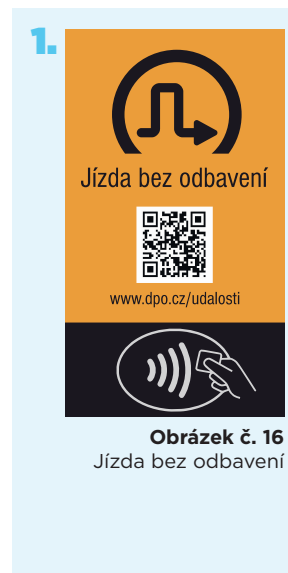 1.
Jízda bez odbavení
www.dpo.cz/udalosti
Obrázek č. 16
Jízda bez odbavení